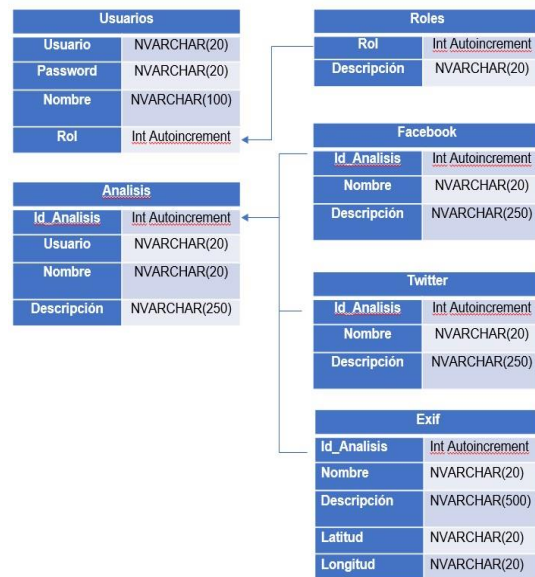 Usuarios
Usuario NVARCHAR(20)
Password NVARCHAR(20)
Nombre NVARCHAR(100)
Rol Int Autoincrement
Analisis
Id_Analisis Int Autoincrement
Usuario NVARCHAR(20)
Nombre NVARCHAR(20)
Descripción NVARCHAR(250)
Roles
Rol Int Autoincrement
Descripción NVARCHAR(20)
Facebook
Id_Analisis Int Autoincrement
Nombre NVARCHAR(20)
Descripción NVARCHAR(250)
Twitter
Id_Analisis Int Autoincrement
Nombre NVARCHAR(20)
Descripción NVARCHAR(250)
Exif
Id_Analisis Int Autoincrement
Nombre NVARCHAR(20)
Descripción NVARCHAR(500)
Latitud NVARCHAR(20)
Longitud NVARCHAR(20)